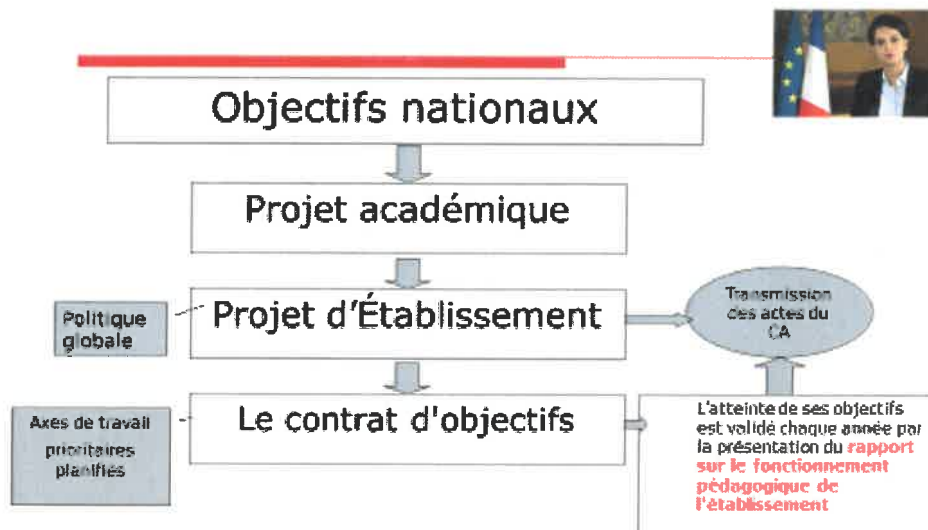 Objectifs nationaux
Projet académique
Projet d'Établissement
Politique
globale
Transmission
des actes du
CA
Le contrat d'objectifs
Axes de travail
prioritaires
planifiés
L'atteinte de ses objectifs
est validé chaque année par
la présentation du rapport
sur le fonctionnement
pédagogique de
l'établissement